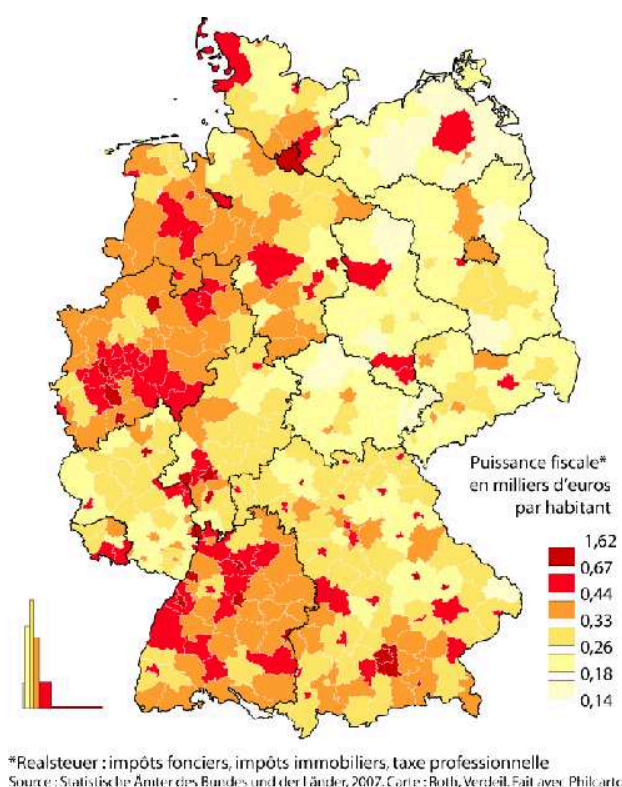 Puissance fiscale*
en milliers d'euros
par habitant
1,62
0,67
0,44
0,33
0,26
0,18
0,14
*Realsteuer : impôts fonciers, impôts immobiliers, taxe professionnelle
Source : Statistische Ämter des Bundes und der Länder, 2007. Carte : Roth, Verdeil. Fait avec Philcarto